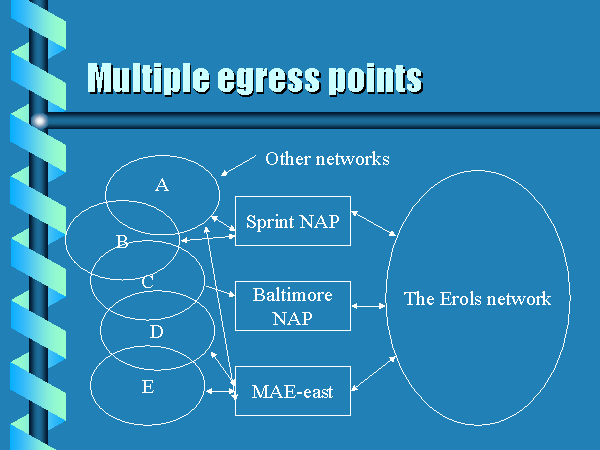 Multiple egress points
Other networks
A
Sprint NAP
B
C
Baltimore
NAP
The Erols network
D
E
MAE-east